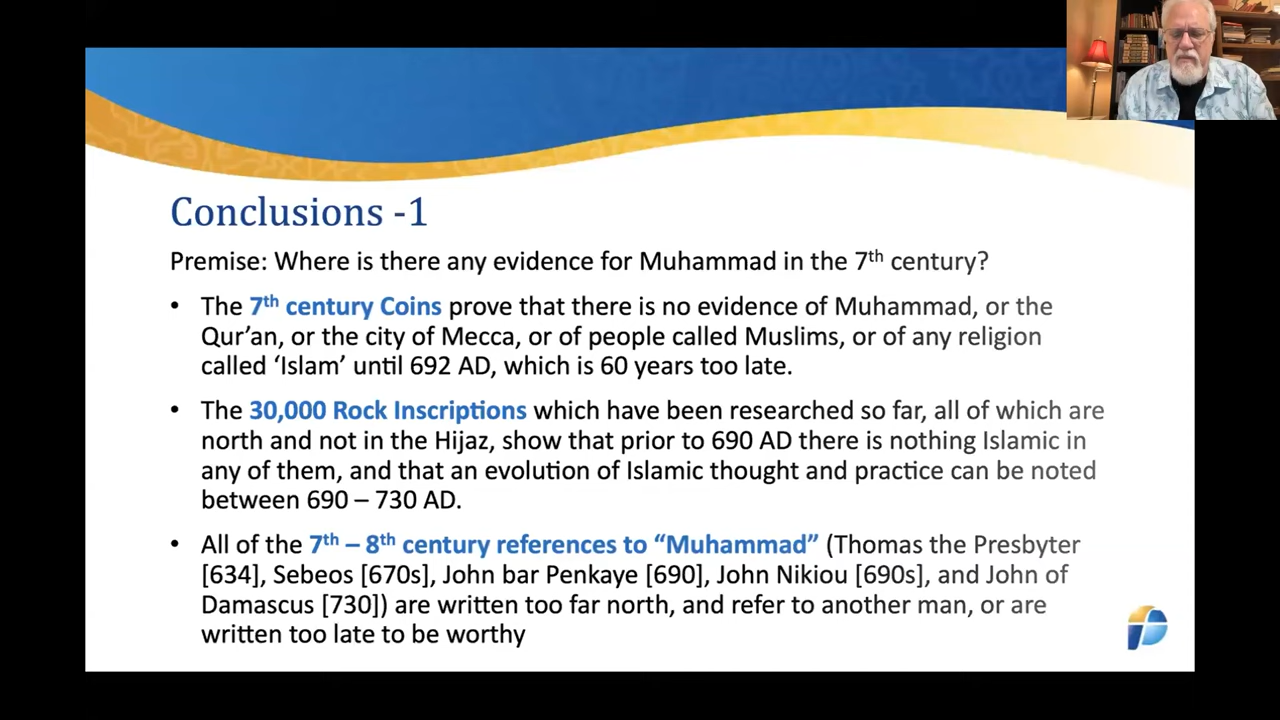 Conclusions -1
Premise: Where is there any evidence for Muhammad in the 7th century?
• The 7th century Coins prove that there is no evidence of Muhammad, or the
Qur’an, or the city of Mecca, or of people called Muslims, or of any religion
called ‘Islam’ until 692 AD, which is 60 years too late.
• The 30,000 Rock Inscriptions which have been researched so far, all of which are
north and not in the Hijaz, show that prior to 690 AD there is nothing Islamic in
any of them, and that an evolution of Islamic thought and practice can be noted
between 690 – 730 AD.
• All of the 7th – 8th century references to “Muhammad” (Thomas the Presbyter
[634], Sebeos [670s], John bar Penkaye [690], John Nikiou [690s], and John of
Damascus [730]) are written too far north, and refer to another man, or are
written too late to be worthy